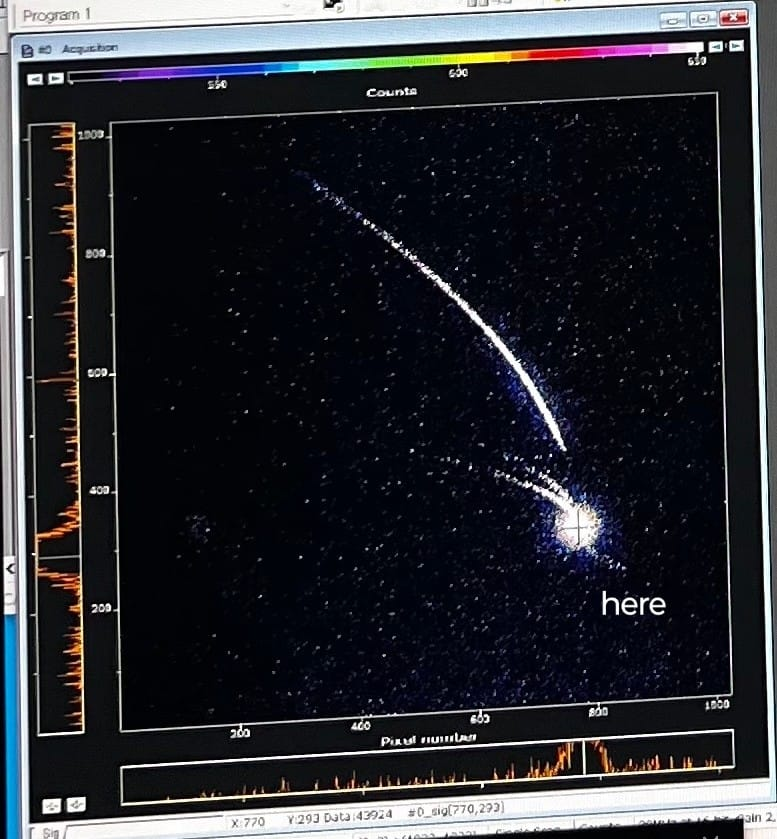 Program 1
#0 Acquisition
550
600
650
Counts
1000
800
600
400
200
here
200
400
600
800
1000
Pixel number
X:770 Y:293 Data:43924 #0_sig[770,293]
Sig